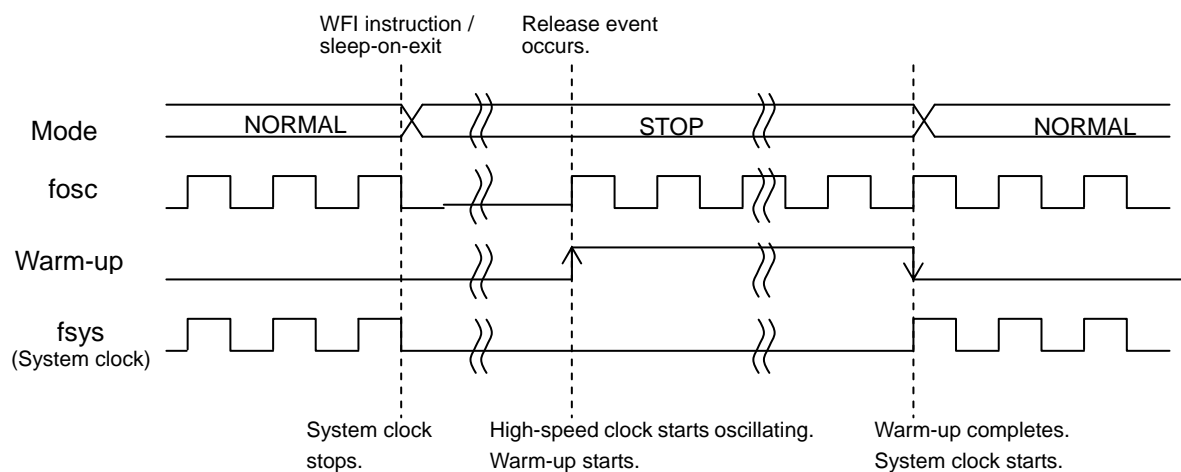 WFI instruction /
sleep-on-exit
Release event
occurs.
Mode
NORMAL
STOP
NORMAL
fosc
Warm-up
fsys
(System clock)
System clock
stops.
High-speed clock starts oscillating.
Warm-up starts.
Warm-up completes.
System clock starts.